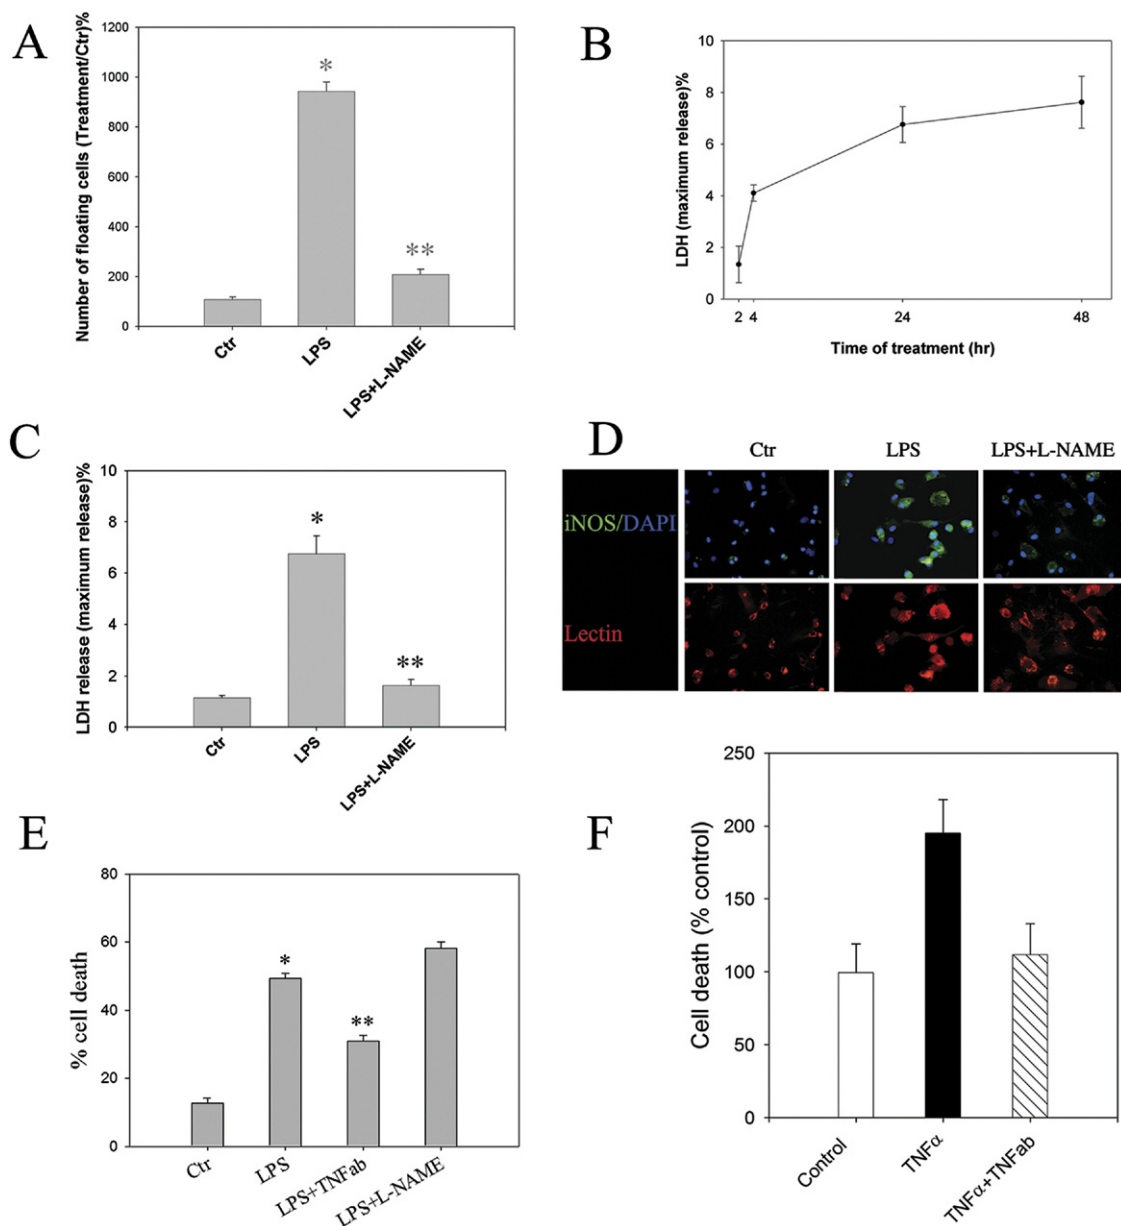 A
Number of floating cells (Treatment/Ctr)%
1200
1000
800
600
400
200
0
*
**
Ctr
LPS
LPS+L-NAME
B
LDH (maximum release)%
10
8
6
4
2
0
2 4 24 48
Time of treatment (hr)
C
LDH release (maximum release)%
10
8
6
4
2
0
*
**
Ctr
LPS
LPS+L-NAME
D
Ctr LPS LPS+L-NAME
iNOS/DAPI
Lectin
E
% cell death
80
60
40
20
0
*
**
Ctr
LPS
LPS+TNFab
LPS+L-NAME
F
Cell death (% control)
250
200
150
100
50
0
Control
TNFα
TNFα+TNFab